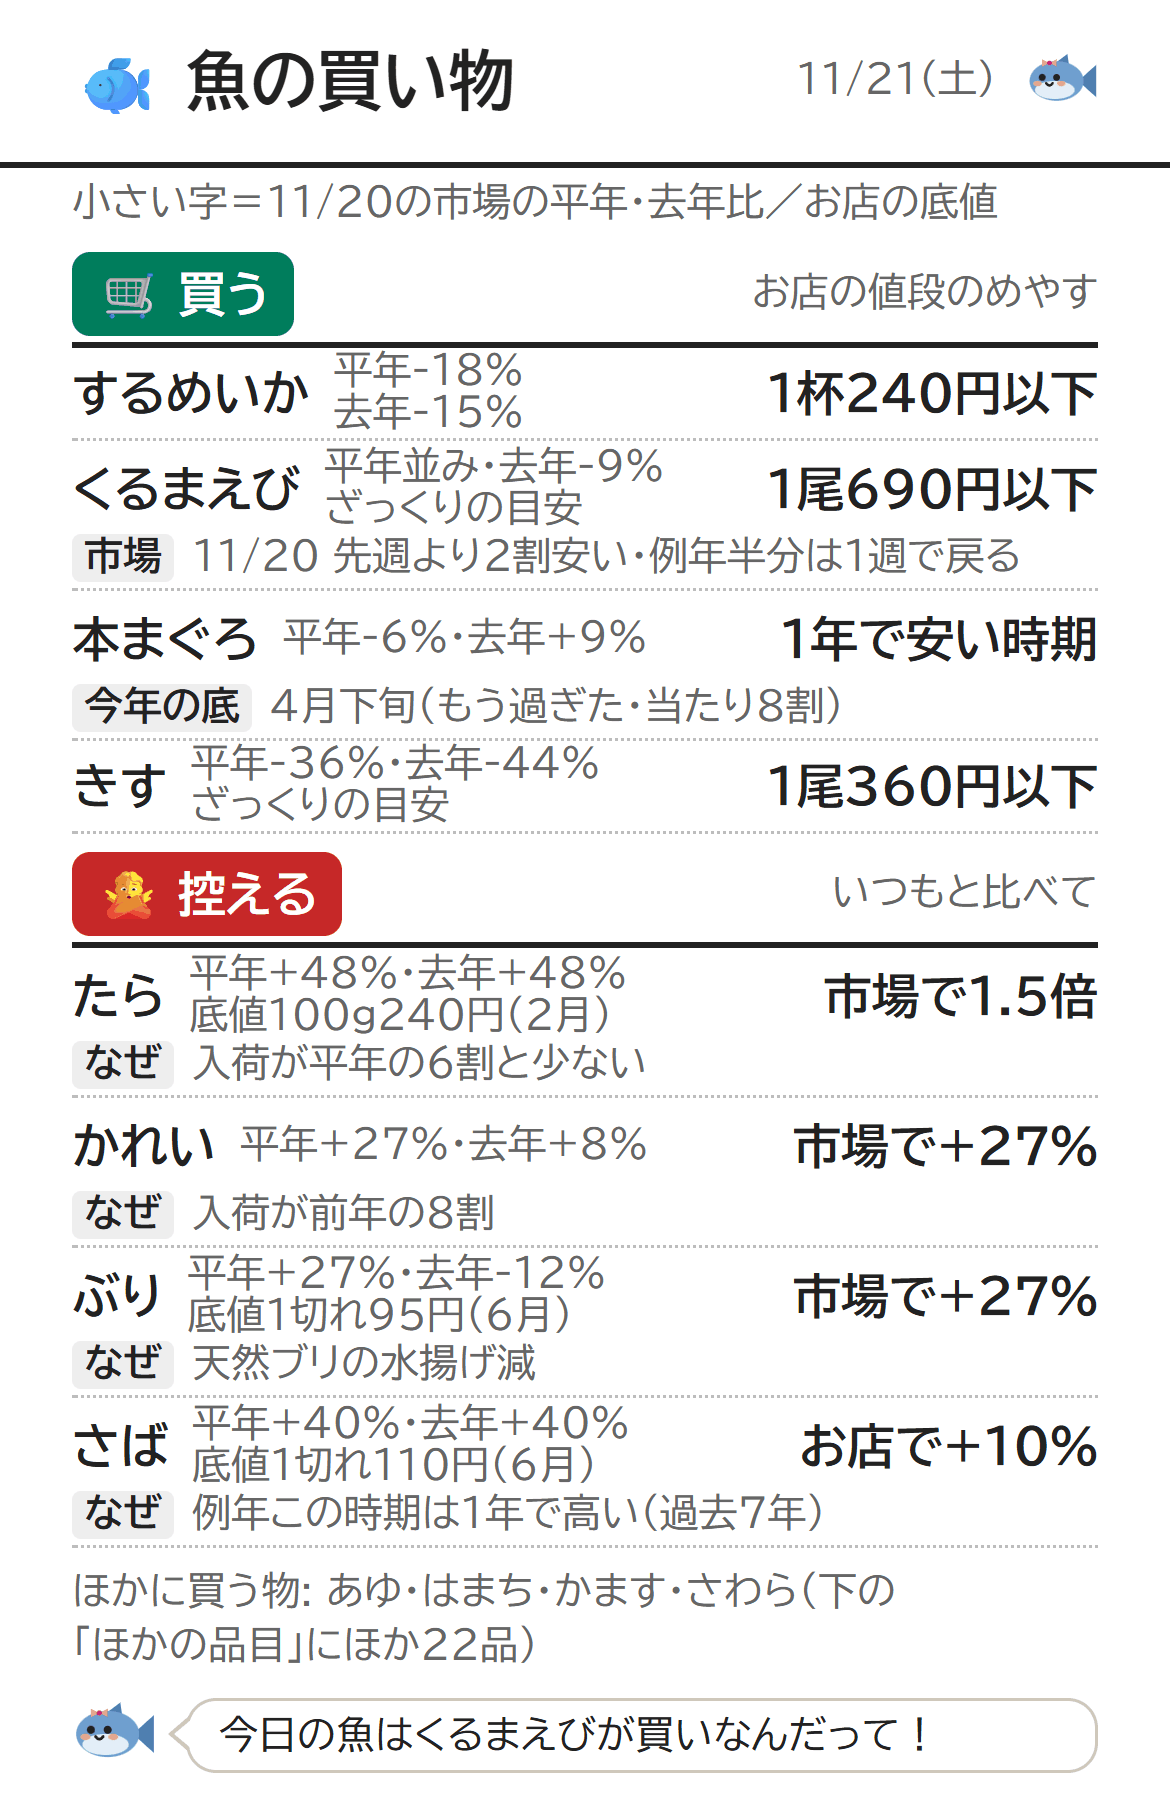 魚の買い物
11/21(土)
小さい字＝11/20の市場の平年・去年比／お店の底値
買う
お店の値段のめやす
するめいか 平年-18% 去年-15% 1杯240円以下
くるまえび 平年並み・去年-9% ざっくりの目安 1尾690円以下
市場 11/20 先週より2割安い・例年半分は1週で戻る
本まぐろ 平年-6%・去年+9% 1年で安い時期
今年の底 4月下旬(もう過ぎた・当たり8割)
きす 平年-36%・去年-44% ざっくりの目安 1尾360円以下
控える
いつもと比べて
たら 平年+48%・去年+48% 底値100g240円(2月) 市場で1.5倍
なぜ 入荷が平年の6割と少ない
かれい 平年+27%・去年+8% 市場で+27%
なぜ 入荷が前年の8割
ぶり 平年+27%・去年-12% 底値1切れ95円(6月) 市場で+27%
なぜ 天然ブリの水揚げ減
さば 平年+40%・去年+40% 底値1切れ110円(6月) お店で+10%
なぜ 例年この時期は1年で高い(過去7年)
ほかに買う物: あゆ・はまち・かます・さわら(下の
「ほかの品目」にほか22品)
今日の魚はくるまえびが買いなんだって！